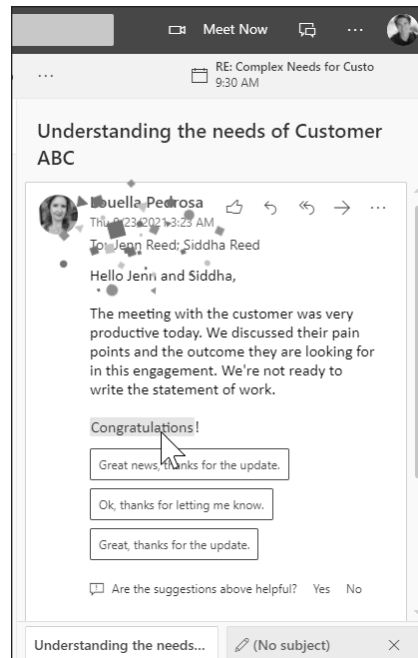 Meet Now
RE: Complex Needs for Custo
9:30 AM
Understanding the needs of Customer
ABC
Louella Pedrosa
Thu 9/23/2021 3:23 AM
To: Jenn Reed; Siddha Reed
Hello Jenn and Siddha,
The meeting with the customer was very
productive today. We discussed their pain
points and the outcome they are looking for
in this engagement. We're not ready to
write the statement of work.
Congratulations!
Great news, thanks for the update.
Ok, thanks for letting me know.
Great, thanks for the update.
Are the suggestions above helpful? Yes No
Understanding the needs... (No subject)